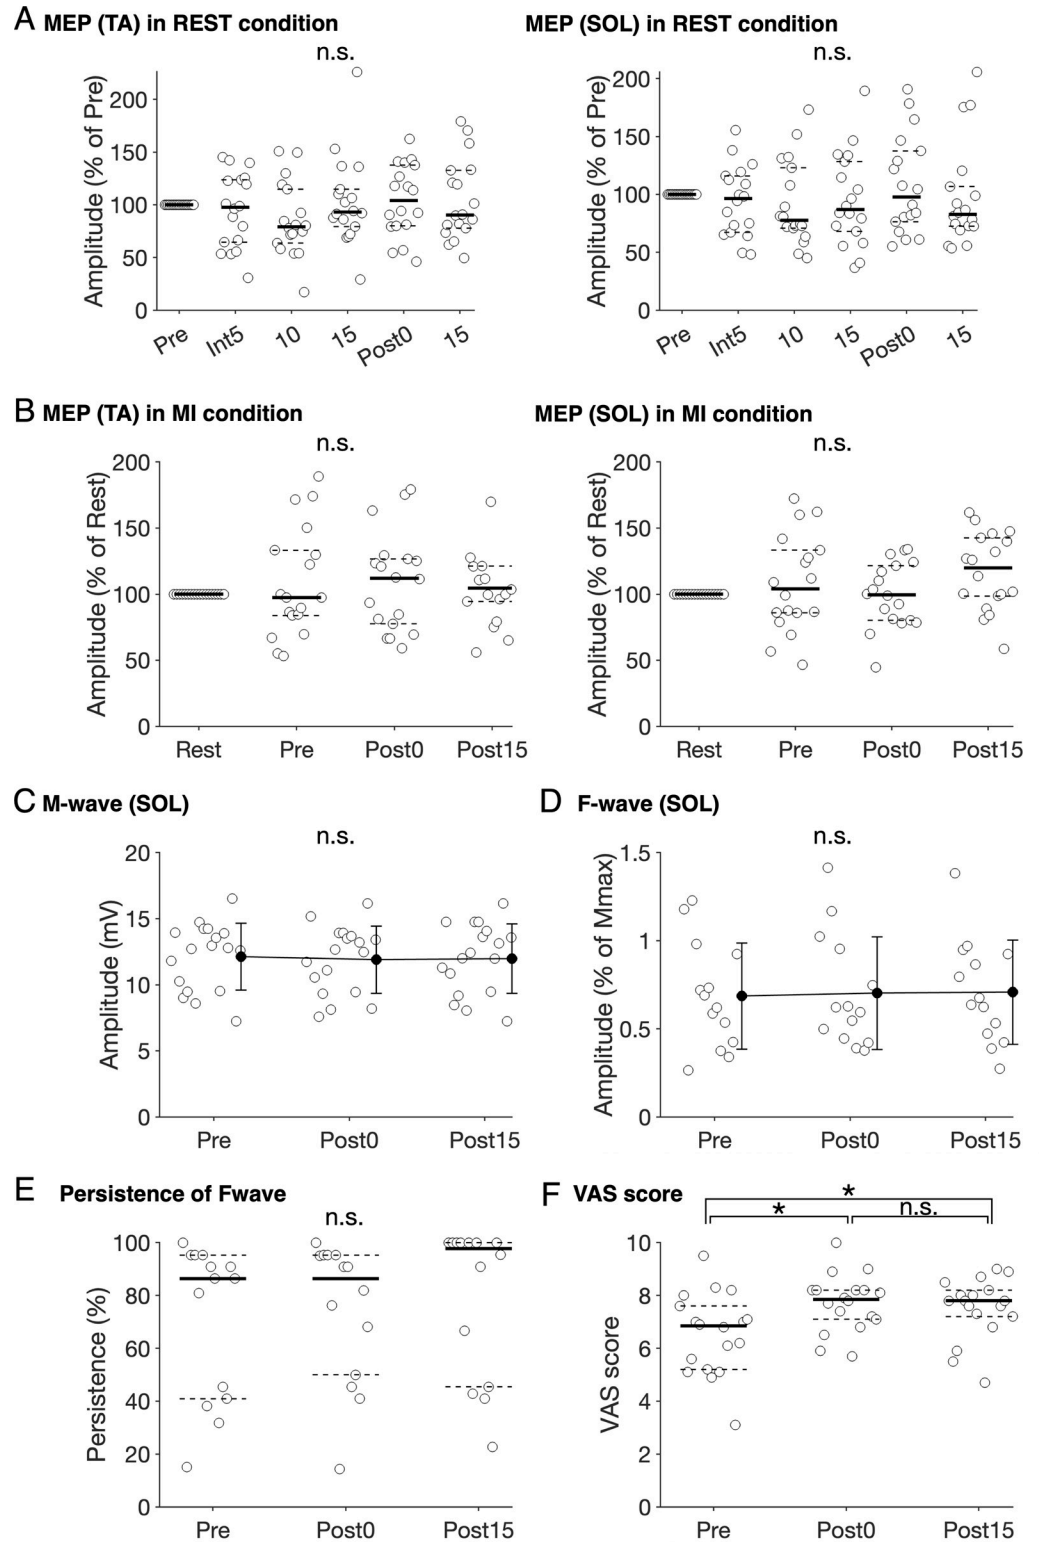 A MEP (TA) in REST condition
n.s.
Amplitude (% of Pre)
200
150
100
50
0
Pre Int5 10 15 Post0 15
MEP (SOL) in REST condition
n.s.
Amplitude (% of Pre)
200
150
100
50
0
Pre Int5 10 15 Post0 15
B MEP (TA) in MI condition
n.s.
Amplitude (% of Rest)
200
150
100
50
0
Rest Pre Post0 Post15
MEP (SOL) in MI condition
n.s.
Amplitude (% of Rest)
200
150
100
50
0
Rest Pre Post0 Post15
C M-wave (SOL)
n.s.
Amplitude (mV)
20
15
10
5
0
Pre Post0 Post15
D F-wave (SOL)
n.s.
Amplitude (% of Mmax)
1.5
1
0.5
0
Pre Post0 Post15
E Persistence of Fwave
n.s.
Persistence (%)
100
80
60
40
20
0
Pre Post0 Post15
F VAS score
*
* n.s.
VAS score
10
8
6
4
2
0
Pre Post0 Post15